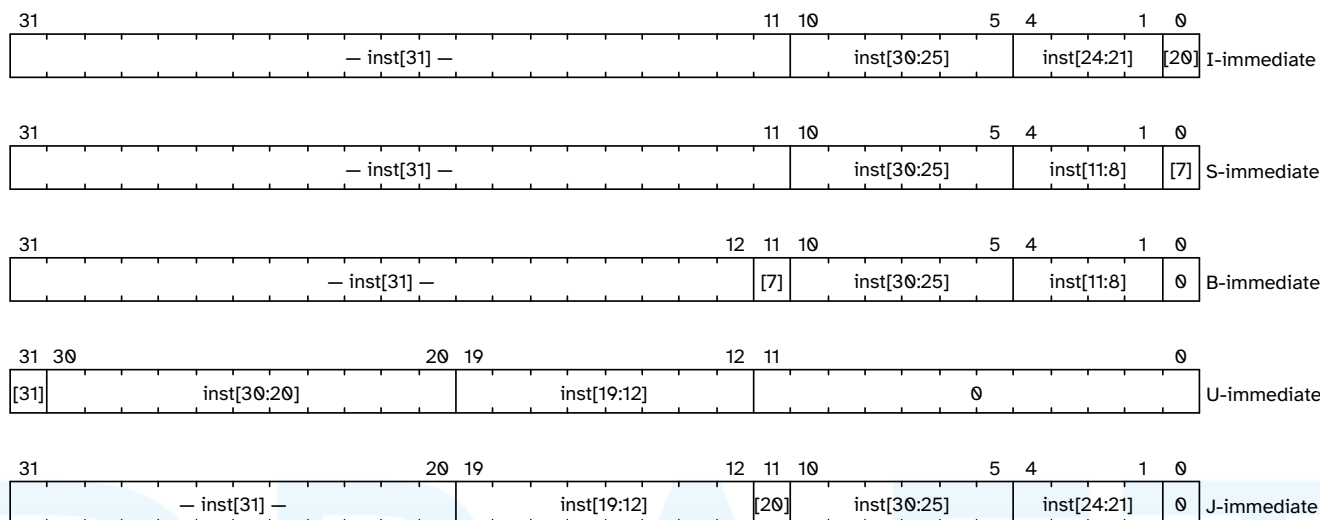 31 11 10 5 4 1 0
— inst[31] — inst[30:25] inst[24:21] [20] I-immediate
31 11 10 5 4 1 0
— inst[31] — inst[30:25] inst[11:8] [7] S-immediate
31 12 11 10 5 4 1 0
— inst[31] — [7] inst[30:25] inst[11:8] 0 B-immediate
31 30 20 19 12 11 0
[31] inst[30:20] inst[19:12] 0 U-immediate
31 20 19 12 11 10 5 4 1 0
— inst[31] — inst[19:12] [20] inst[30:25] inst[24:21] 0 J-immediate